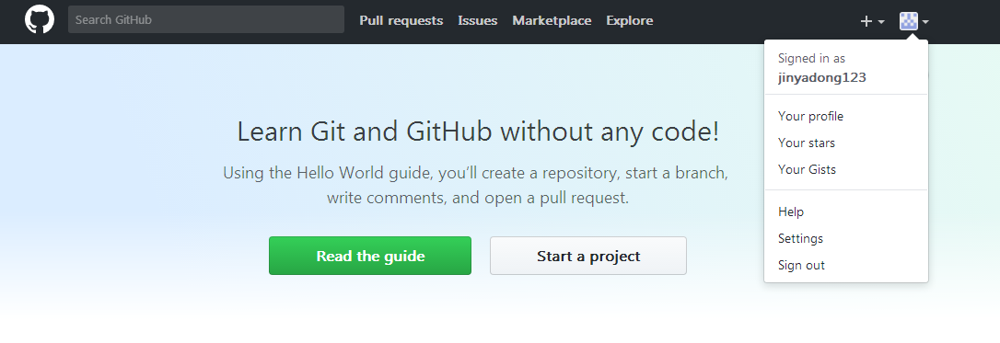 Search GitHub
Pull requests
Issues
Marketplace
Explore
Signed in as
jinyadong123
Your profile
Your stars
Your Gists
Help
Settings
Sign out
Learn Git and GitHub without any code!
Using the Hello World guide, you’ll create a repository, start a branch,
write comments, and open a pull request.
Read the guide
Start a project